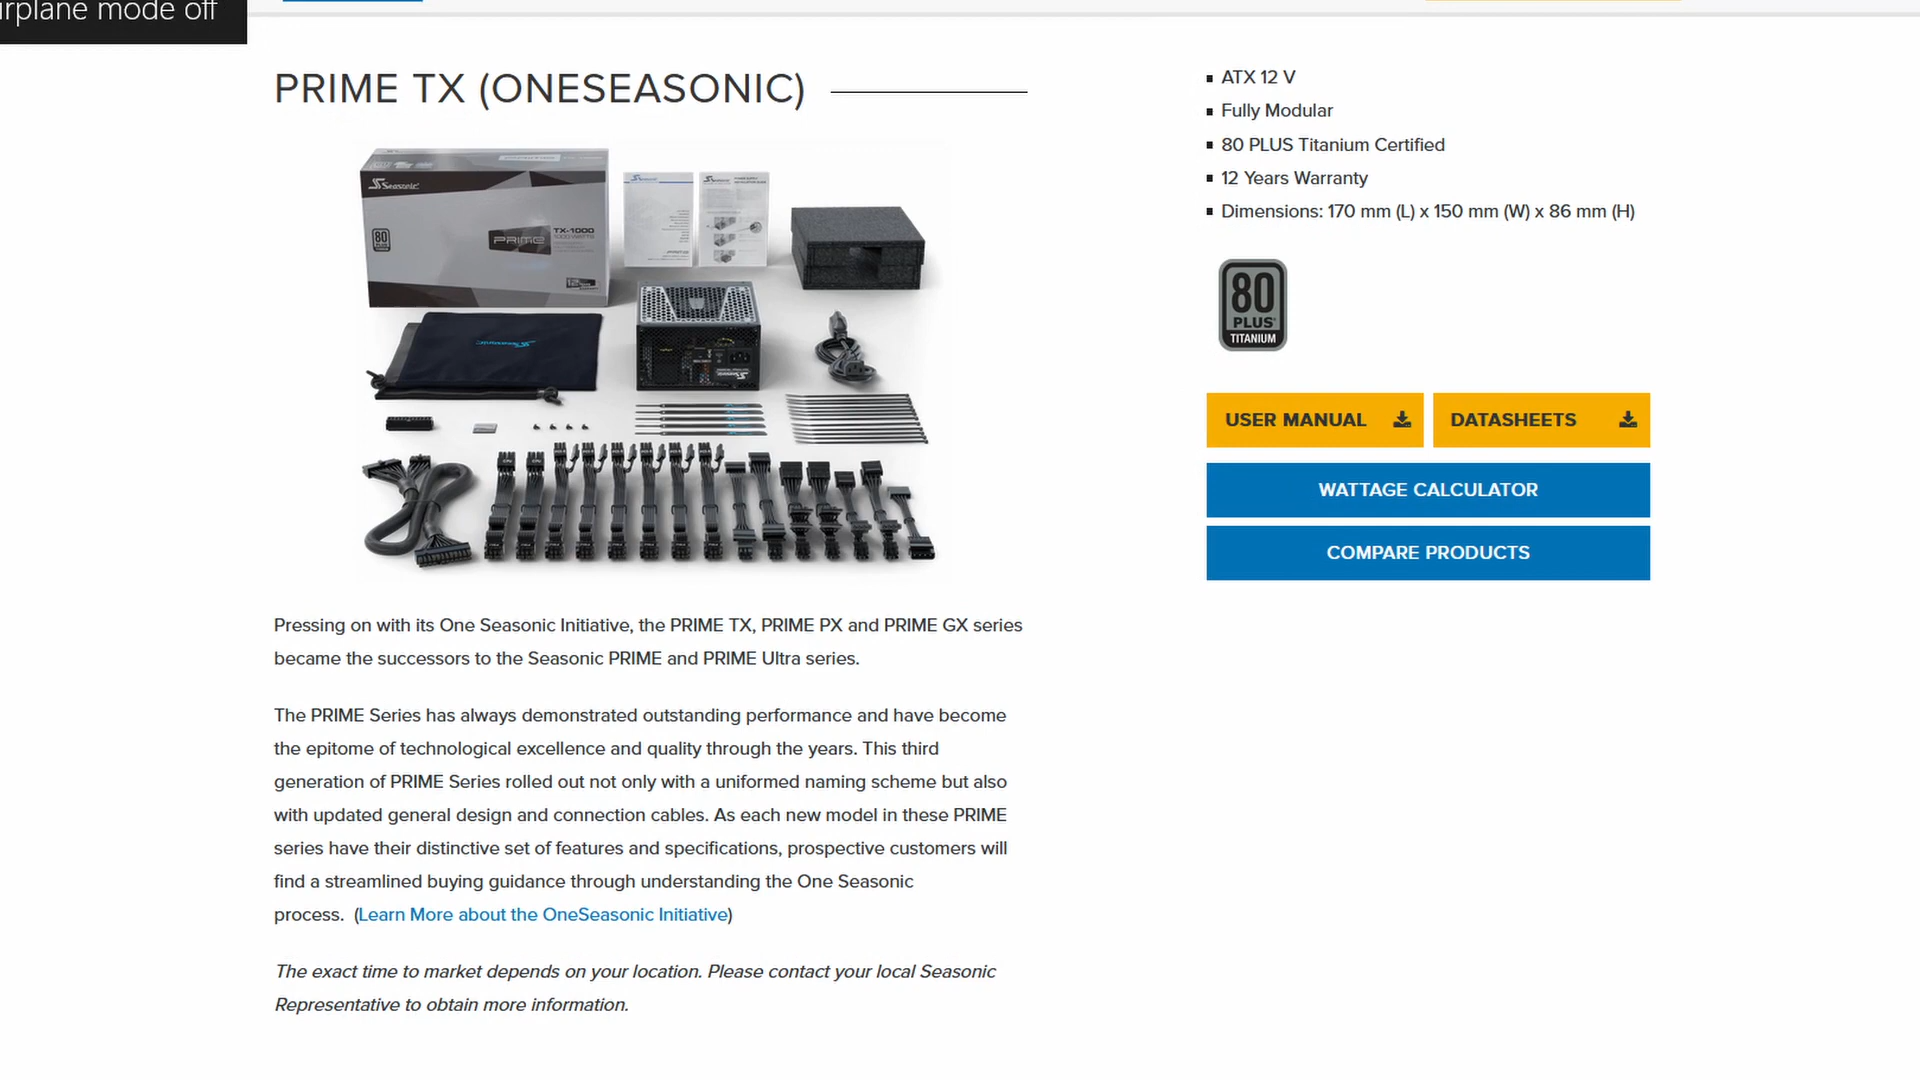 irplane mode off
PRIME TX (ONESEASONIC)
Seasonic
80
PLUS
PRIME
TX-1000
1000 WATTS
Seasonic
Seasonic
ATX 12 V
Fully Modular
80 PLUS Titanium Certified
12 Years Warranty
Dimensions: 170 mm (L) x 150 mm (W) x 86 mm (H)
80
PLUS
TITANIUM
USER MANUAL
DATASHEETS
WATTAGE CALCULATOR
COMPARE PRODUCTS
Pressing on with its One Seasonic Initiative, the PRIME TX, PRIME PX and PRIME GX series
became the successors to the Seasonic PRIME and PRIME Ultra series.
The PRIME Series has always demonstrated outstanding performance and have become
the epitome of technological excellence and quality through the years. This third
generation of PRIME Series rolled out not only with a uniformed naming scheme but also
with updated general design and connection cables. As each new model in these PRIME
series have their distinctive set of features and specifications, prospective customers will
find a streamlined buying guidance through understanding the One Seasonic
process. (Learn More about the OneSeasonic Initiative)
The exact time to market depends on your location. Please contact your local Seasonic
Representative to obtain more information.